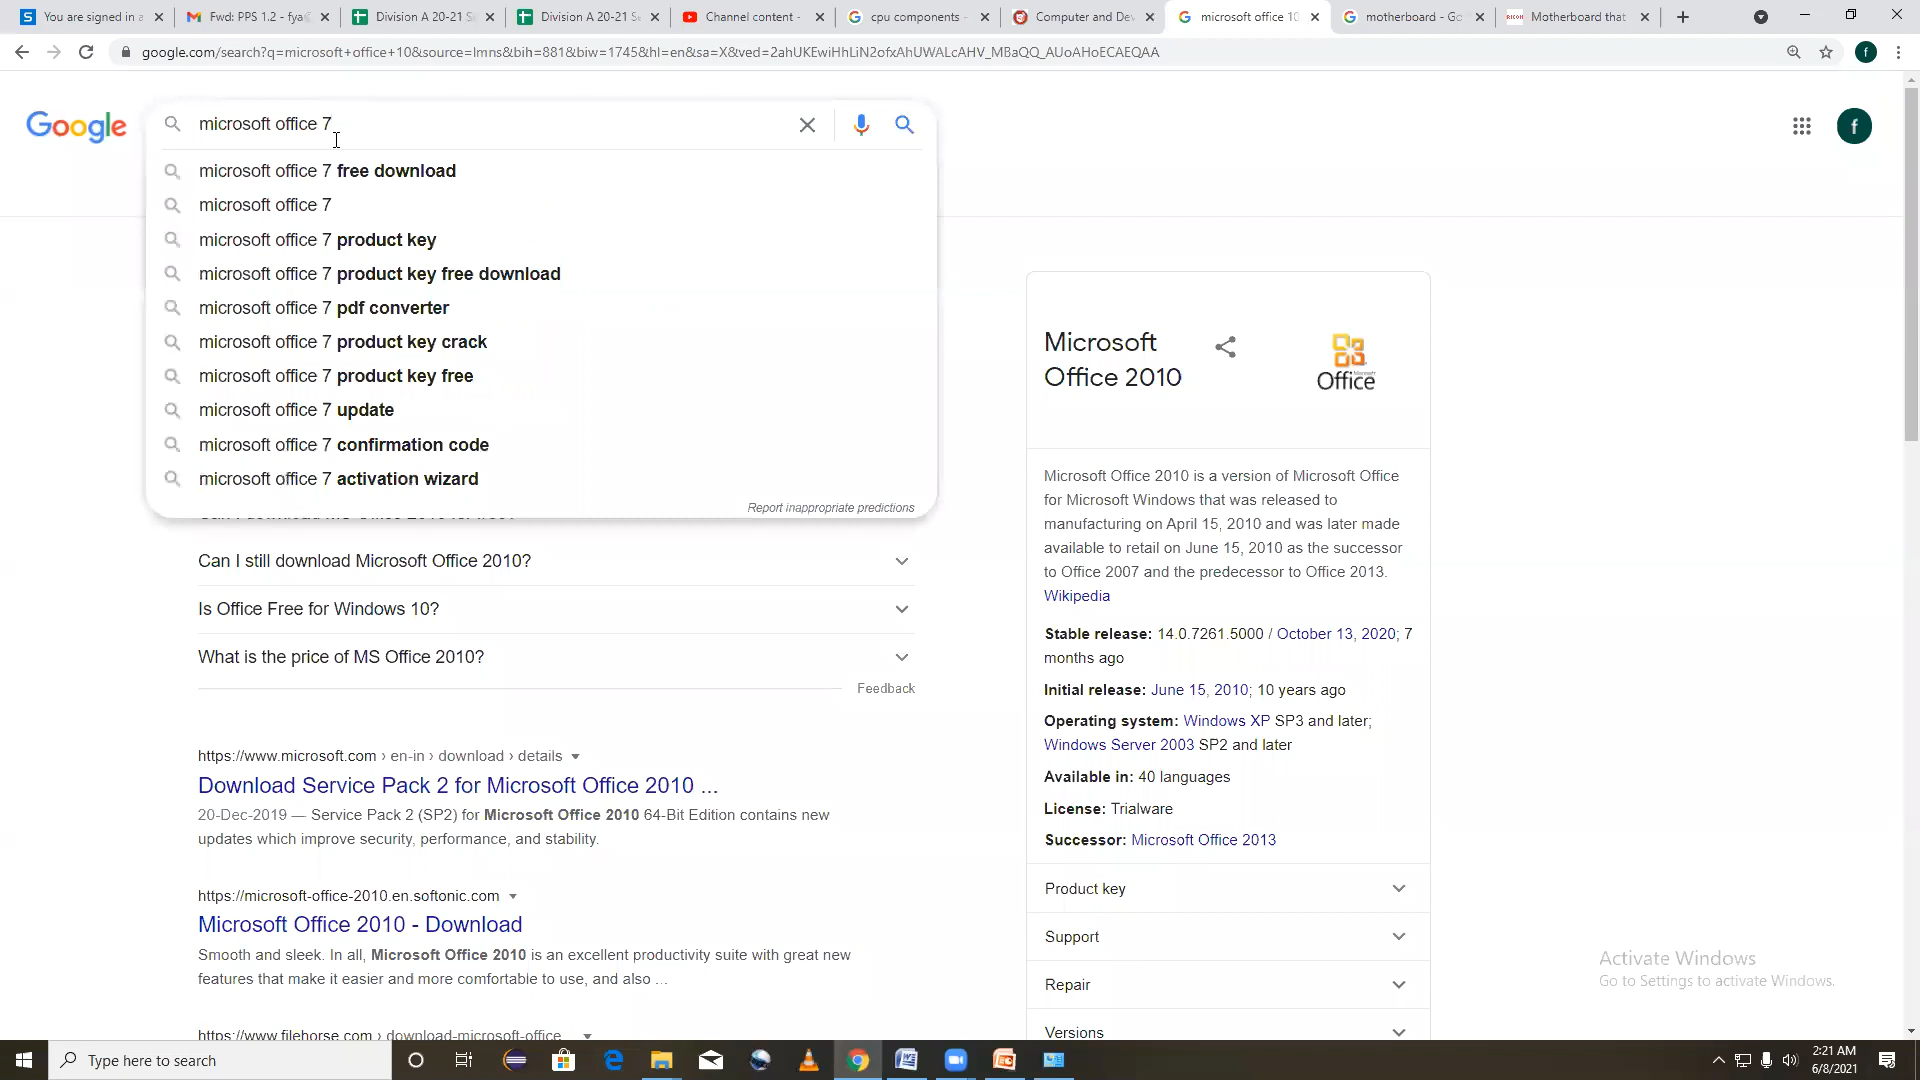 You are signed in a
Fwd: PPS 1.2 - fya
Division A 20-21 S
Division A 20-21 S
Channel content -
cpu components -
Computer and De
microsoft office 10
motherboard - Go
Motherboard that
google.com/search?q=microsoft+office+10&source=lmns&bih=881&biw=1745&hl=en&sa=X&ved=2ahUKEwiHhLiN2ofxAhUWALcAHV_MBaQQ_AUoAHoECAEQAA
Google
microsoft office 7
microsoft office 7 free download
microsoft office 7
microsoft office 7 product key
microsoft office 7 product key free download
microsoft office 7 pdf converter
microsoft office 7 product key crack
microsoft office 7 product key free
microsoft office 7 update
microsoft office 7 confirmation code
microsoft office 7 activation wizard
Report inappropriate predictions
Can I still download Microsoft Office 2010?
Is Office Free for Windows 10?
What is the price of MS Office 2010?
Feedback
https://www.microsoft.com › en-in › download › details
Download Service Pack 2 for Microsoft Office 2010 ...
20-Dec-2019 — Service Pack 2 (SP2) for Microsoft Office 2010 64-Bit Edition contains new
updates which improve security, performance, and stability.
https://microsoft-office-2010.en.softonic.com
Microsoft Office 2010 - Download
Smooth and sleek. In all, Microsoft Office 2010 is an excellent productivity suite with great new
features that make it easier and more comfortable to use, and also ...
https://www.filehorse.com › download-microsoft-office
Microsoft
Office 2010
Office
Microsoft Office 2010 is a version of Microsoft Office
for Microsoft Windows that was released to
manufacturing on April 15, 2010 and was later made
available to retail on June 15, 2010 as the successor
to Office 2007 and the predecessor to Office 2013.
Wikipedia
Stable release: 14.0.7261.5000 / October 13, 2020; 7
months ago
Initial release: June 15, 2010; 10 years ago
Operating system: Windows XP SP3 and later;
Windows Server 2003 SP2 and later
Available in: 40 languages
License: Trialware
Successor: Microsoft Office 2013
Product key
Support
Repair
Versions
Activate Windows
Go to Settings to activate Windows.
Type here to search
2:21 AM
6/8/2021